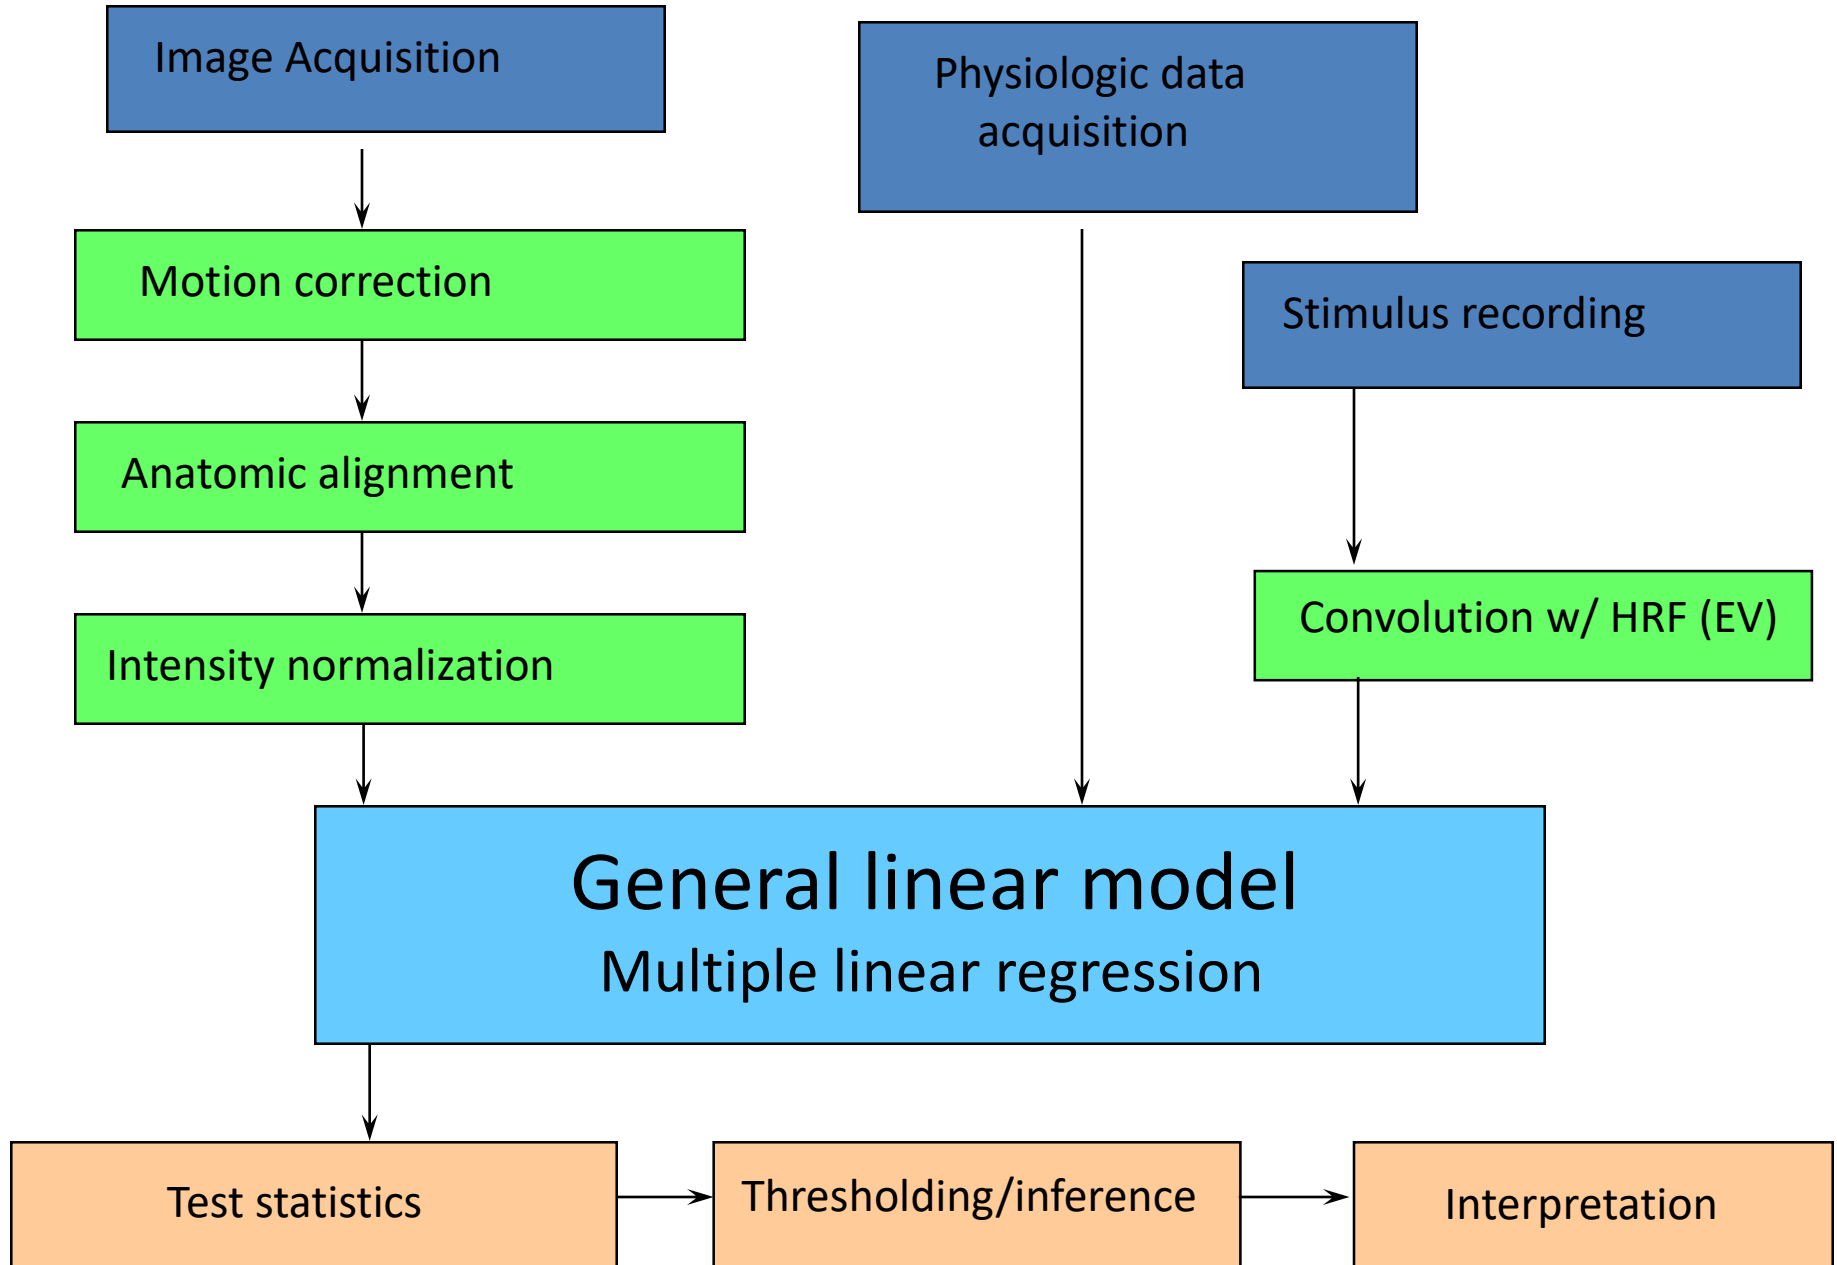 Image Acquisition
Physiologic data
acquisition
Motion correction
Stimulus recording
Anatomic alignment
Convolution w/ HRF (EV)
Intensity normalization
General linear model
Multiple linear regression
Test statistics
Thresholding/inference
Interpretation